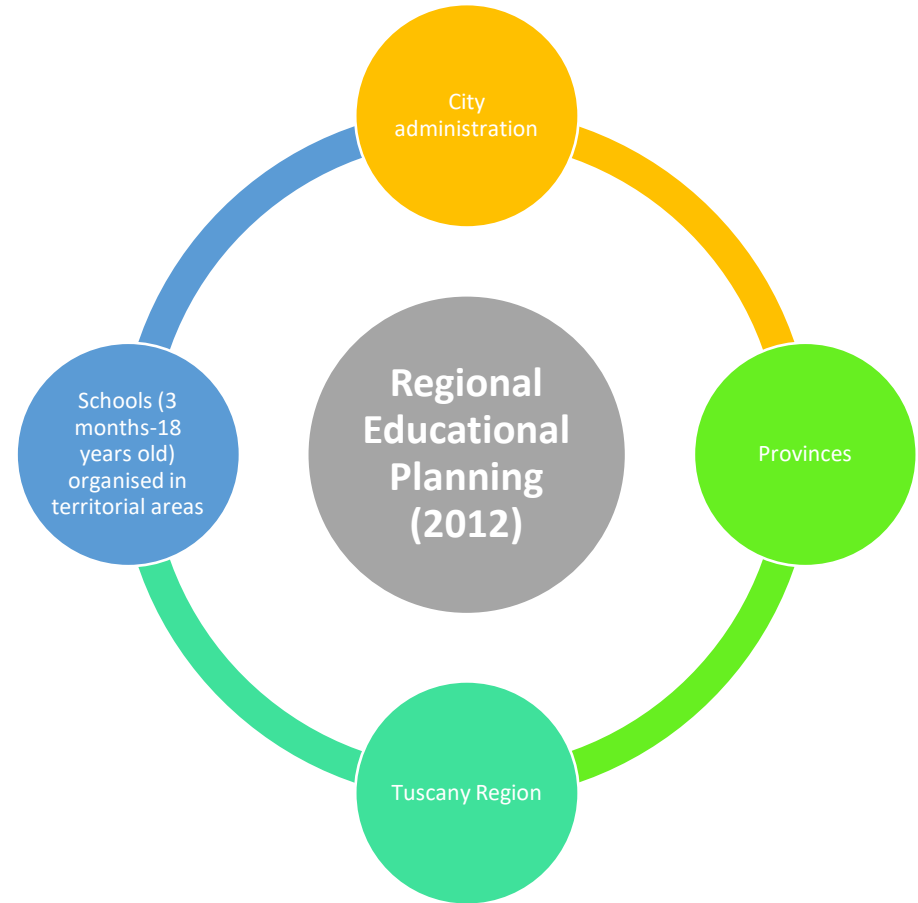 City
administration
Regional
Educational
Planning
(2012)
Schools (3
months-18
years old)
organised in
territorial areas
Provinces
Tuscany Region